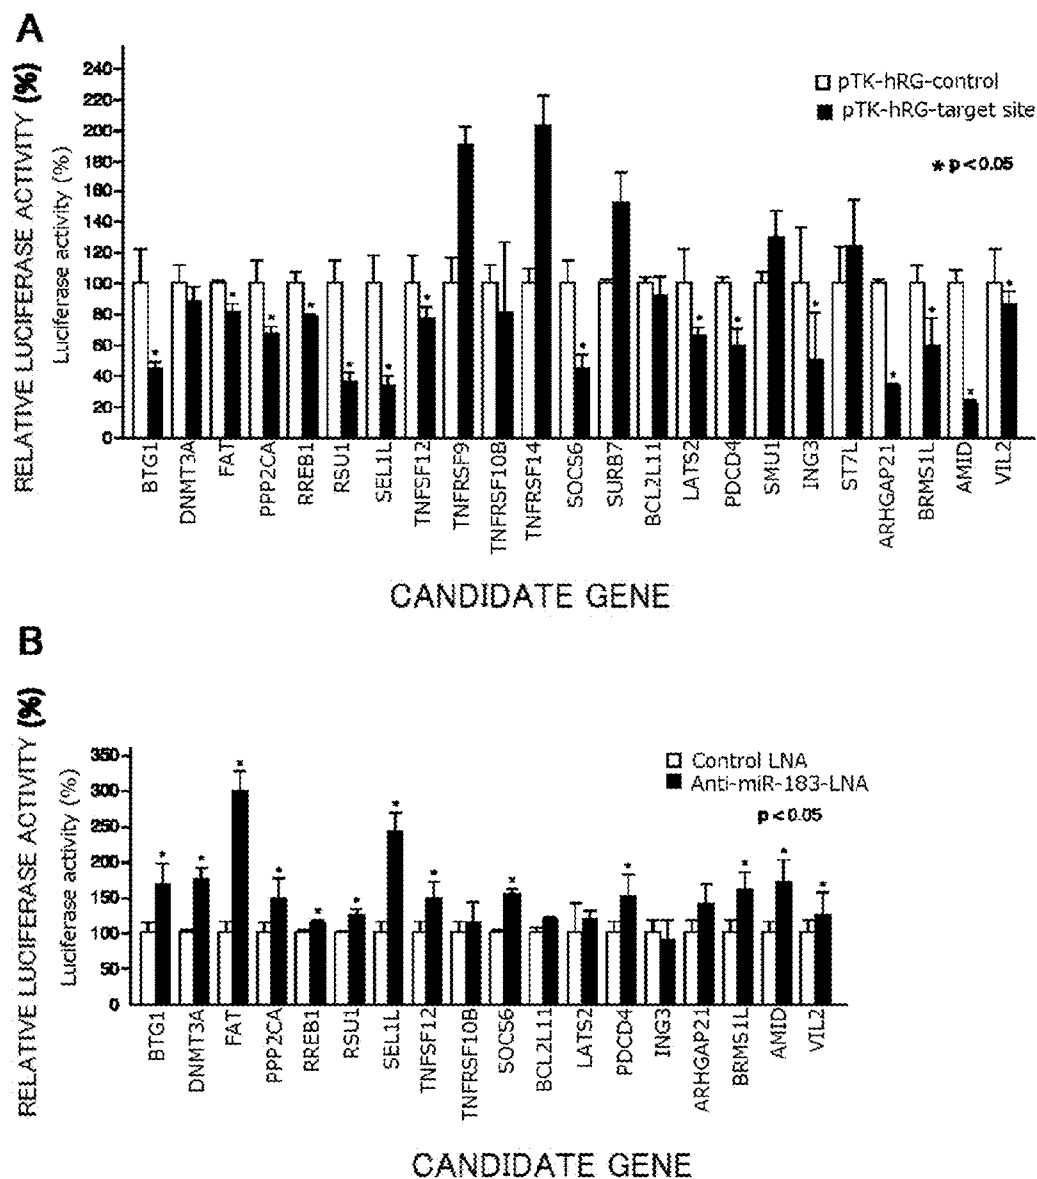 A
RELATIVE LUCIFERASE ACTIVITY (%)
Luciferase activity (%)
240
220
200
180
160
140
120
100
80
60
40
20
0
pTK-hRG-control
pTK-hRG-target site
* p<0.05
BTG1
DNMT3A
FAT
PPP2CA
RREB1
RSU1
SEL1L
TNFSF12
TNFRSF9
TNFRSF10B
TNFRSF14
SOCS6
SURB7
BCL2L11
LATS2
PDCD4
SMU1
ING3
ST7L
ARHGAP21
BRMS1L
AMID
VIL2
CANDIDATE GENE
B
RELATIVE LUCIFERASE ACTIVITY (%)
Luciferase activity (%)
350
300
250
200
150
100
50
0
Control LNA
Anti-miR-183-LNA
p<0.05
BTG1
DNMT3A
FAT
PPP2CA
RREB1
RSU1
SEL1L
TNFSF12
TNFRSF10B
SOCS6
BCL2L11
LATS2
PDCD4
ING3
ARHGAP21
BRMS1L
AMID
VIL2
CANDIDATE GENE